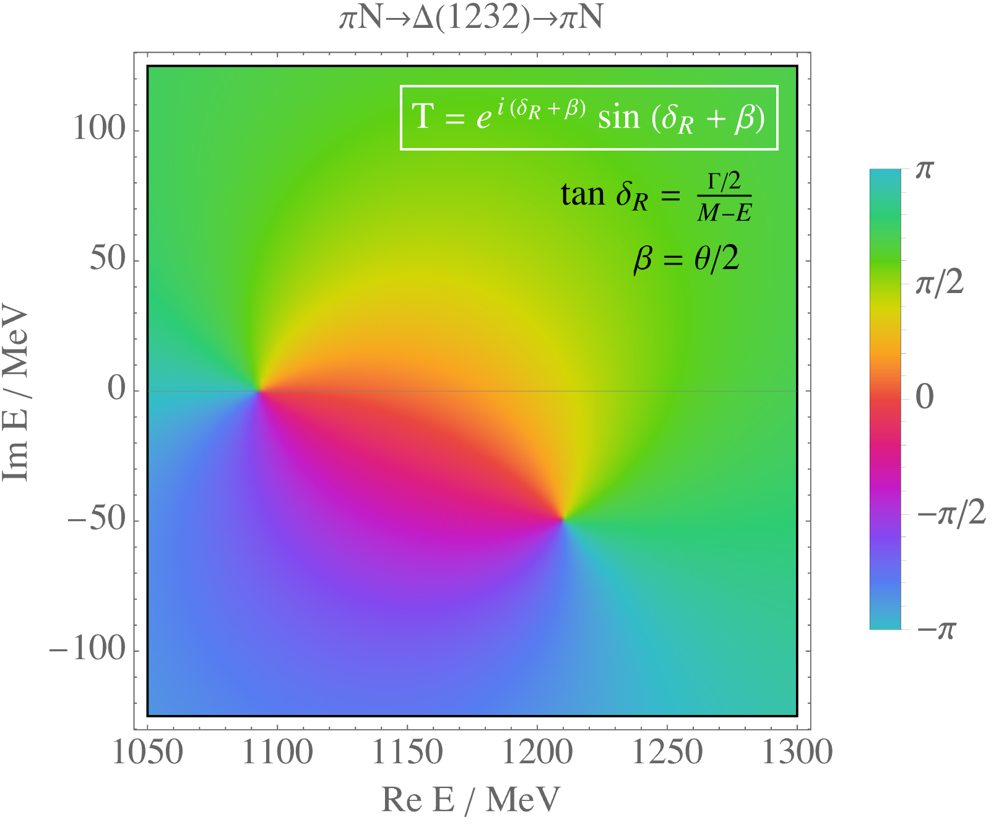 πN→Δ(1232)→πN
T = e^{i (δ_R + β)} sin (δ_R + β)
tan δ_R = \frac{Γ/2}{M−E}
β = θ/2
Im E / MeV
100
50
0
−50
−100
1050 1100 1150 1200 1250 1300
Re E / MeV
π
π/2
0
−π/2
−π